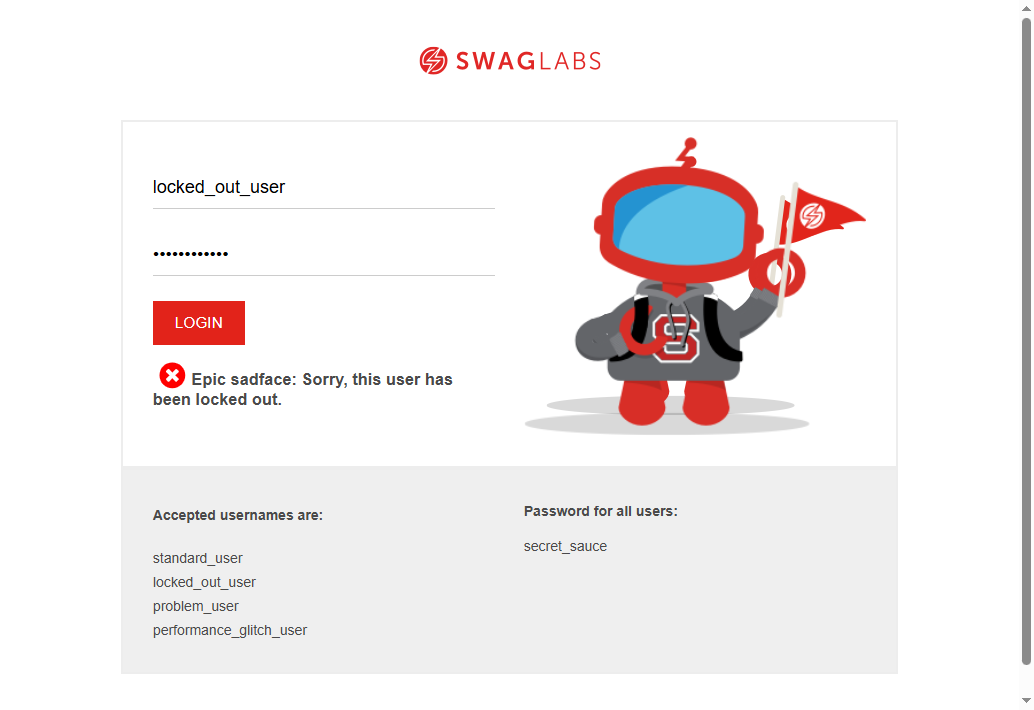 SWAGLABS
locked_out_user
••••••••••••
LOGIN
Epic sadface: Sorry, this user has
been locked out.
S
Accepted usernames are:
standard_user
locked_out_user
problem_user
performance_glitch_user
Password for all users:
secret_sauce